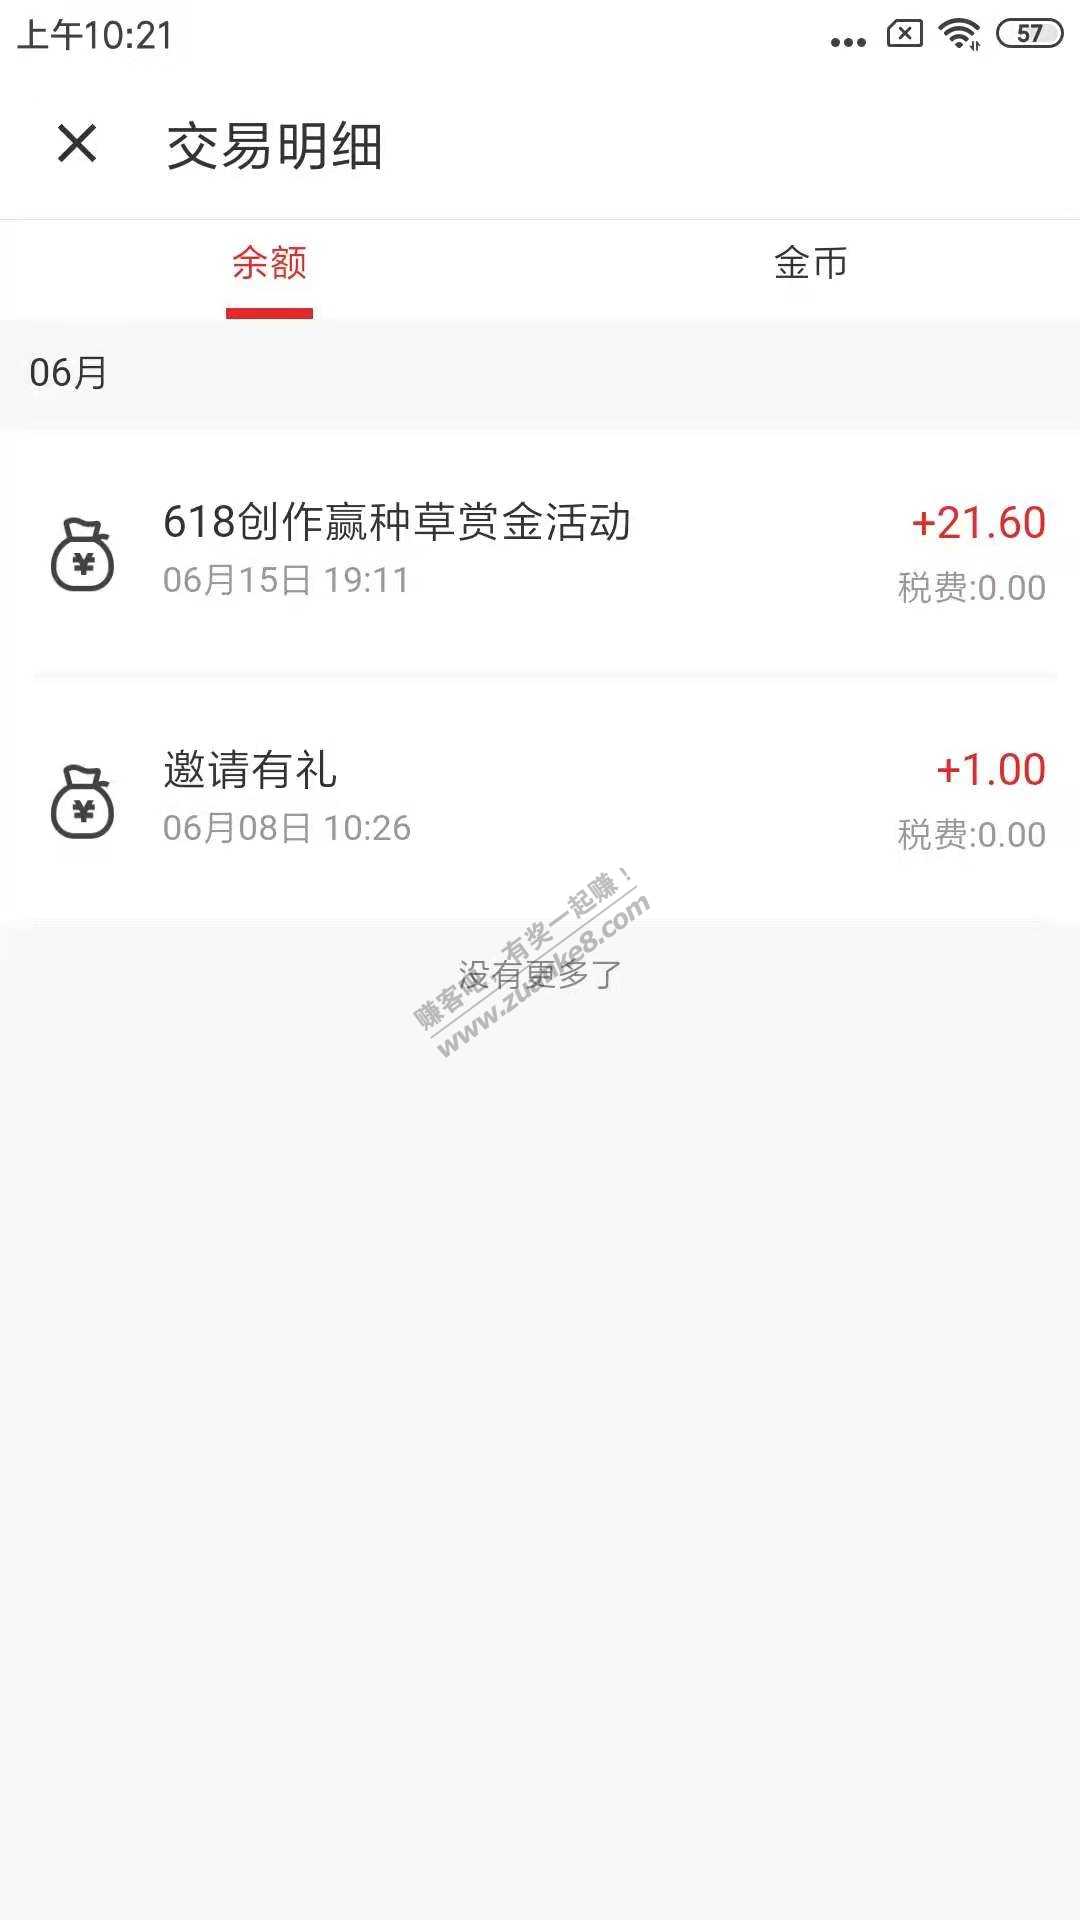 上午10:21
57
交易明细
余额
金币
06月
618创作赢种草赏金活动
+21.60
06月15日 19:11
税费:0.00
邀请有礼
+1.00
06月08日 10:26
税费:0.00
没有更多了
赚客吧，有奖一起赚！
www.zuanke8.com